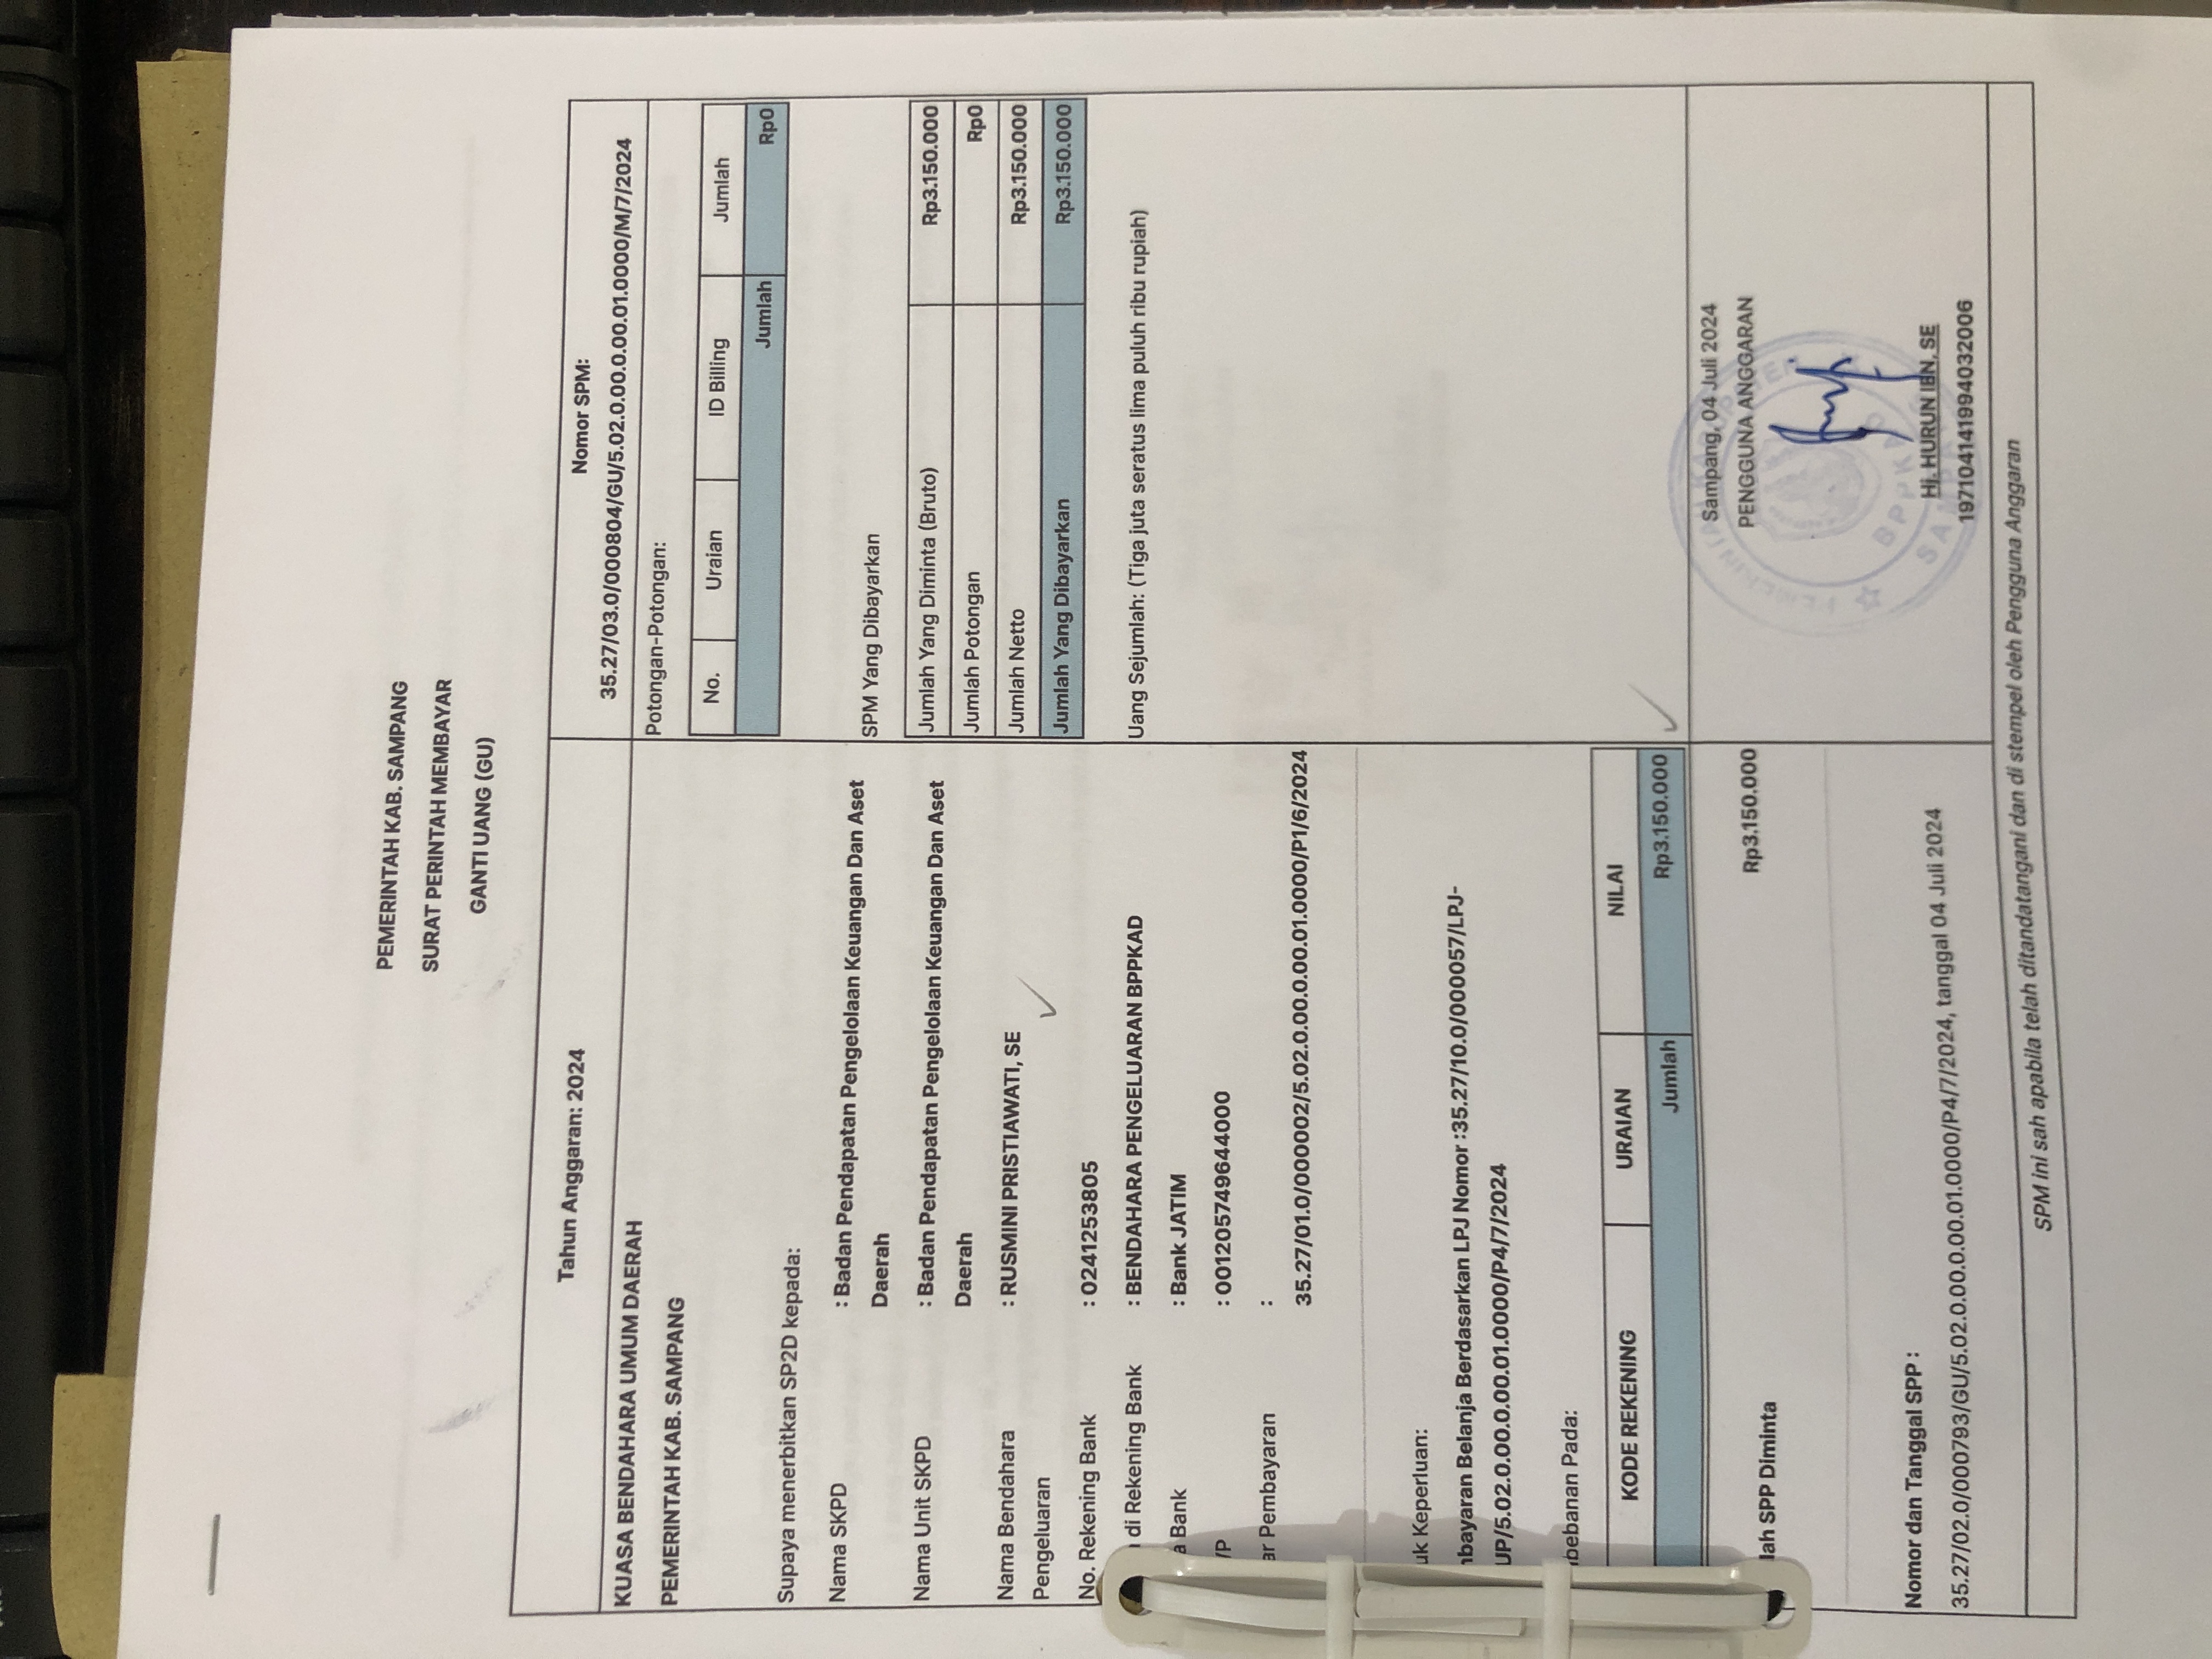 PEMERINTAH KAB. SAMPANG
SURAT PERINTAH MEMBAYAR
GANTI UANG (GU)
Tahun Anggaran: 2024
Nomor SPM:
35.27/03.0/000804/GU/5.02.0.00.0.00.01.0000/M/7/2024
KUASA BENDAHARA UMUM DAERAH
PEMERINTAH KAB. SAMPANG
Supaya menerbitkan SP2D kepada:
Nama SKPD : Badan Pendapatan Pengelolaan Keuangan Dan Aset
Daerah
Nama Unit SKPD : Badan Pendapatan Pengelolaan Keuangan Dan Aset
Daerah
Nama Bendahara : RUSMINI PRISTIAWATI, SE
Pengeluaran
No. Rekening Bank : 0241253805
di Rekening Bank : BENDAHARA PENGELUARAN BPPKAD
a Bank : Bank JATIM
/P : 001205749644000
ar Pembayaran :
35.27/01.0/000002/5.02.0.00.0.00.01.0000/P1/6/2024
uk Keperluan:
bayaran Belanja Berdasarkan LPJ Nomor :35.27/10.0/000057/LPJ-
UP/5.02.0.00.0.00.01.0000/P4/7/2024
bebanan Pada:
KODE REKENING URAIAN NILAI
Jumlah Rp3.150.000
lah SPP Diminta Rp3.150.000
Nomor dan Tanggal SPP :
35.27/02.0/000793/GU/5.02.0.00.0.00.01.0000/P4/7/2024, tanggal 04 Juli 2024
Potongan-Potongan:
No. Uraian ID Billing Jumlah
Jumlah Rp0
SPM Yang Dibayarkan
Jumlah Yang Diminta (Bruto) Rp3.150.000
Jumlah Potongan Rp0
Jumlah Netto Rp3.150.000
Jumlah Yang Dibayarkan Rp3.150.000
Uang Sejumlah: (Tiga juta seratus lima puluh ribu rupiah)
Sampang, 04 Juli 2024
PENGGUNA ANGGARAN
PEMERINTAH KABUPATEN
BPPKAD
SAMPANG
Hj. HURUN IEN, SE
197104141994032006
SPM ini sah apabila telah ditandatangani dan di stempel oleh Pengguna Anggaran